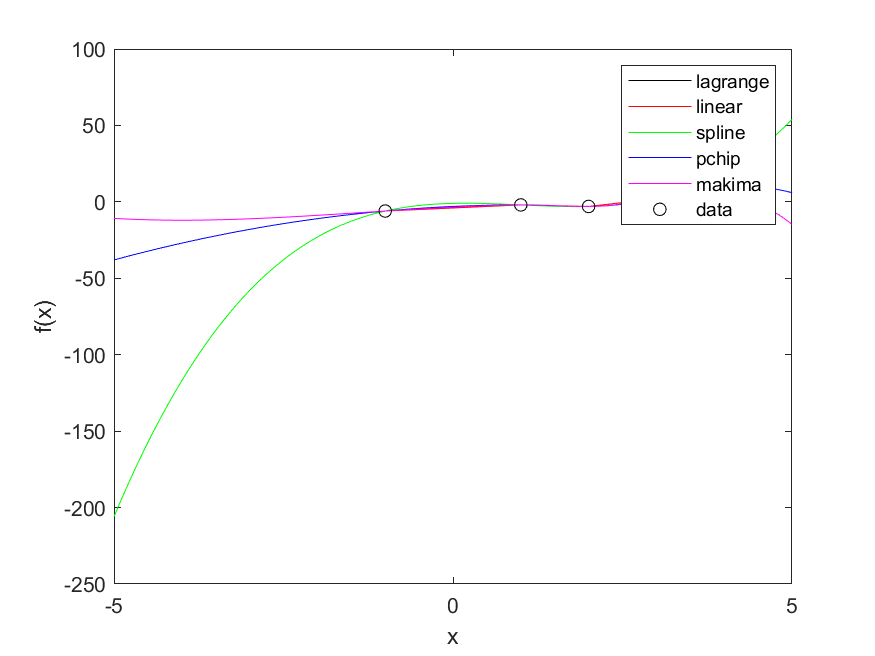 100
50
0
-50
-100
-150
-200
-250
f(x)
lagrange
linear
spline
pchip
makima
data
-5
0
5
x